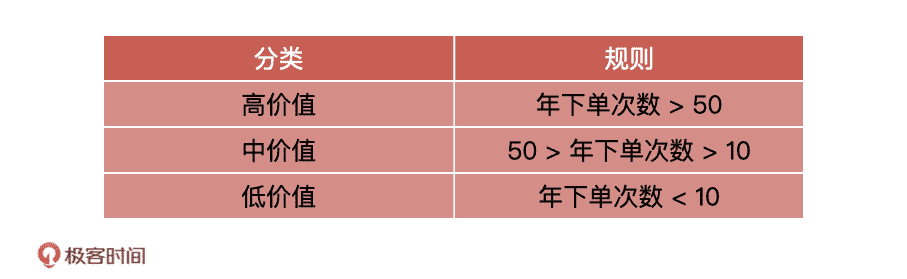 分类 规则
高价值 年下单次数 > 50
中价值 50 > 年下单次数 > 10
低价值 年下单次数 < 10
极客时间